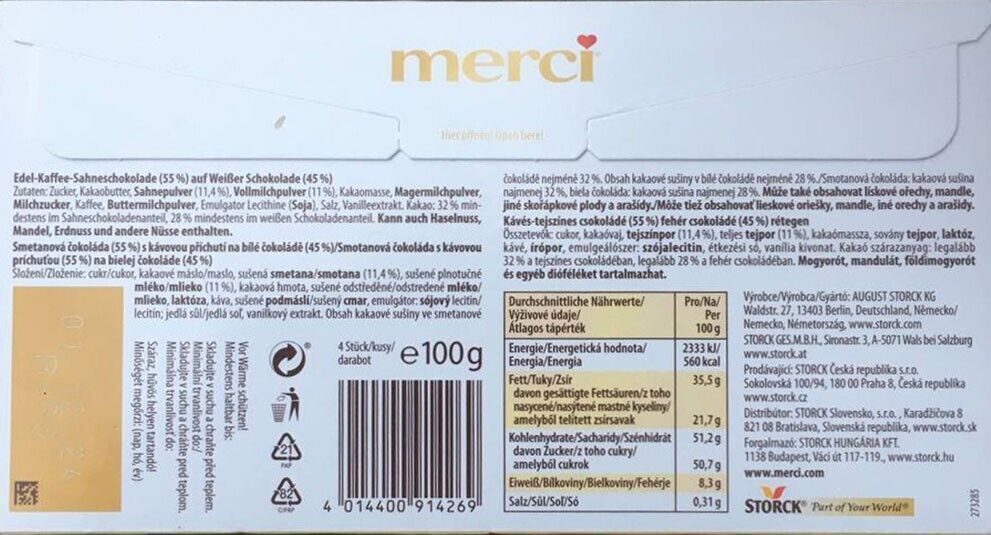 merci
Hier öffnen! Open here!
Edel-Kaffee-Sahneschokolade (55 %) auf Weißer Schokolade (45 %)
Zutaten: Zucker, Kakaobutter, Sahnepulver (11,4 %), Vollmilchpulver (11 %), Kakaomasse, Magermilchpulver,
Milchzucker, Kaffee, Buttermilchpulver, Emulgator Lecithine (Soja), Salz, Vanilleextrakt. Kakao: 32 % min-
destens im Sahneschokoladenanteil, 28 % mindestens im weißen Schokoladenanteil. Kann auch Haselnuss,
Mandel, Erdnuss und andere Nüsse enthalten.
Smetanová čokoláda (55 %) s kávovou příchutí na bílé čokoládě (45 %)/Smotanová čokoláda s kávovou
príchuťou (55 %) na bielej čokoláde (45 %)
Složení/Zloženie: cukr/cukor, kakaové máslo/maslo, sušená smetana/smotana (11,4 %), sušené plnotučné
mléko/mlieko (11 %), kakaová hmota, sušené odstředěné/odstredené mléko/
mlieko, laktóza, káva, sušené podmáslí/sušený cmar, emulgátor: sójový lecitin/
lecitín; jedlá sůl/jedlá soľ, vanilkový extrakt. Obsah kakaové sušiny ve smetanové
čokoládě nejméně 32 %. Obsah kakaové sušiny v bílé čokoládě nejméně 28 %./Smotanová čokoláda: kakaová sušina
najmenej 32 %, biela čokoláda: kakaová sušina najmenej 28 %. Může také obsahovat lískové ořechy, mandle,
jiné skořápkové plody a arašídy./Môže tiež obsahovať lieskové oriešky, mandle, iné orechy a arašidy.
Kávés-tejszínes csokoládé (55 %) fehér csokoládé (45 %) rétegen
Összetevők: cukor, kakaóvaj, tejszínpor (11,4 %), teljes tejpor (11 %), kakaómassza, sovány tejpor, laktóz,
kávé, írópor, emulgeálószer: szójalecitin, étkezési só, vanília kivonat. Kakaó szárazanyag: legalább
32 % a tejszínes csokoládéban, legalább 28 % a fehér csokoládéban. Mogyorót, mandulát, földimogyorót
és egyéb dióféléket tartalmazhat.
01
24
Vor Wärme schützen!
Mindestens haltbar bis:
Skladujte v suchu a chraňte před teplem.
Minimální trvanlivost do:/
Skladujte v suchu a chráňte pred teplom.
Minimálna trvanlivosť do:
Száraz, hűvös helyen tartandó!
Minőségét megőrzi: (nap, hó, év)
21
PAP
82
C/PAP
4 Stück/kusy/
darabot
e 100 g
4 014400 914269
Durchschnittliche Nährwerte/
Výživové údaje/
Átlagos tápérték
Pro/Na/
Per
100 g
Energie/Energetická hodnota/
Energia/Energia
2333 kJ/
560 kcal
Fett/Tuky/Zsír
35,5 g
davon gesättigte Fettsäuren/z toho
nasycené/nasýtené mastné kyseliny/
amelyből telített zsírsavak
21,7 g
Kohlenhydrate/Sacharidy/Szénhidrát
51,2 g
davon Zucker/z toho cukry/
amelyből cukrok
50,7 g
Eiweiß/Bílkoviny/Bielkoviny/Fehérje
8,3 g
Salz/Sůl/Soľ/Só
0,31 g
Výrobce/Výrobca/Gyártó: AUGUST STORCK KG
Waldstr. 27, 13403 Berlin, Deutschland, Německo/
Nemecko, Németország, www.storck.com
STORCK GES.M.B.H., Sironastr. 3, A-5071 Wals bei Salzburg
www.storck.at
Prodávající: STORCK Česká republika s.r.o.
Sokolovská 100/94, 180 00 Praha 8, Česká republika
www.storck.cz
Distribútor: STORCK Slovensko, s.r.o., Karadžičova 8
821 08 Bratislava, Slovenská republika, www.storck.sk
Forgalmazó: STORCK HUNGÁRIA KFT.
1138 Budapest, Váci út 117-119., www.storck.hu
www.merci.com
STORCK® Part of Your World®
273285